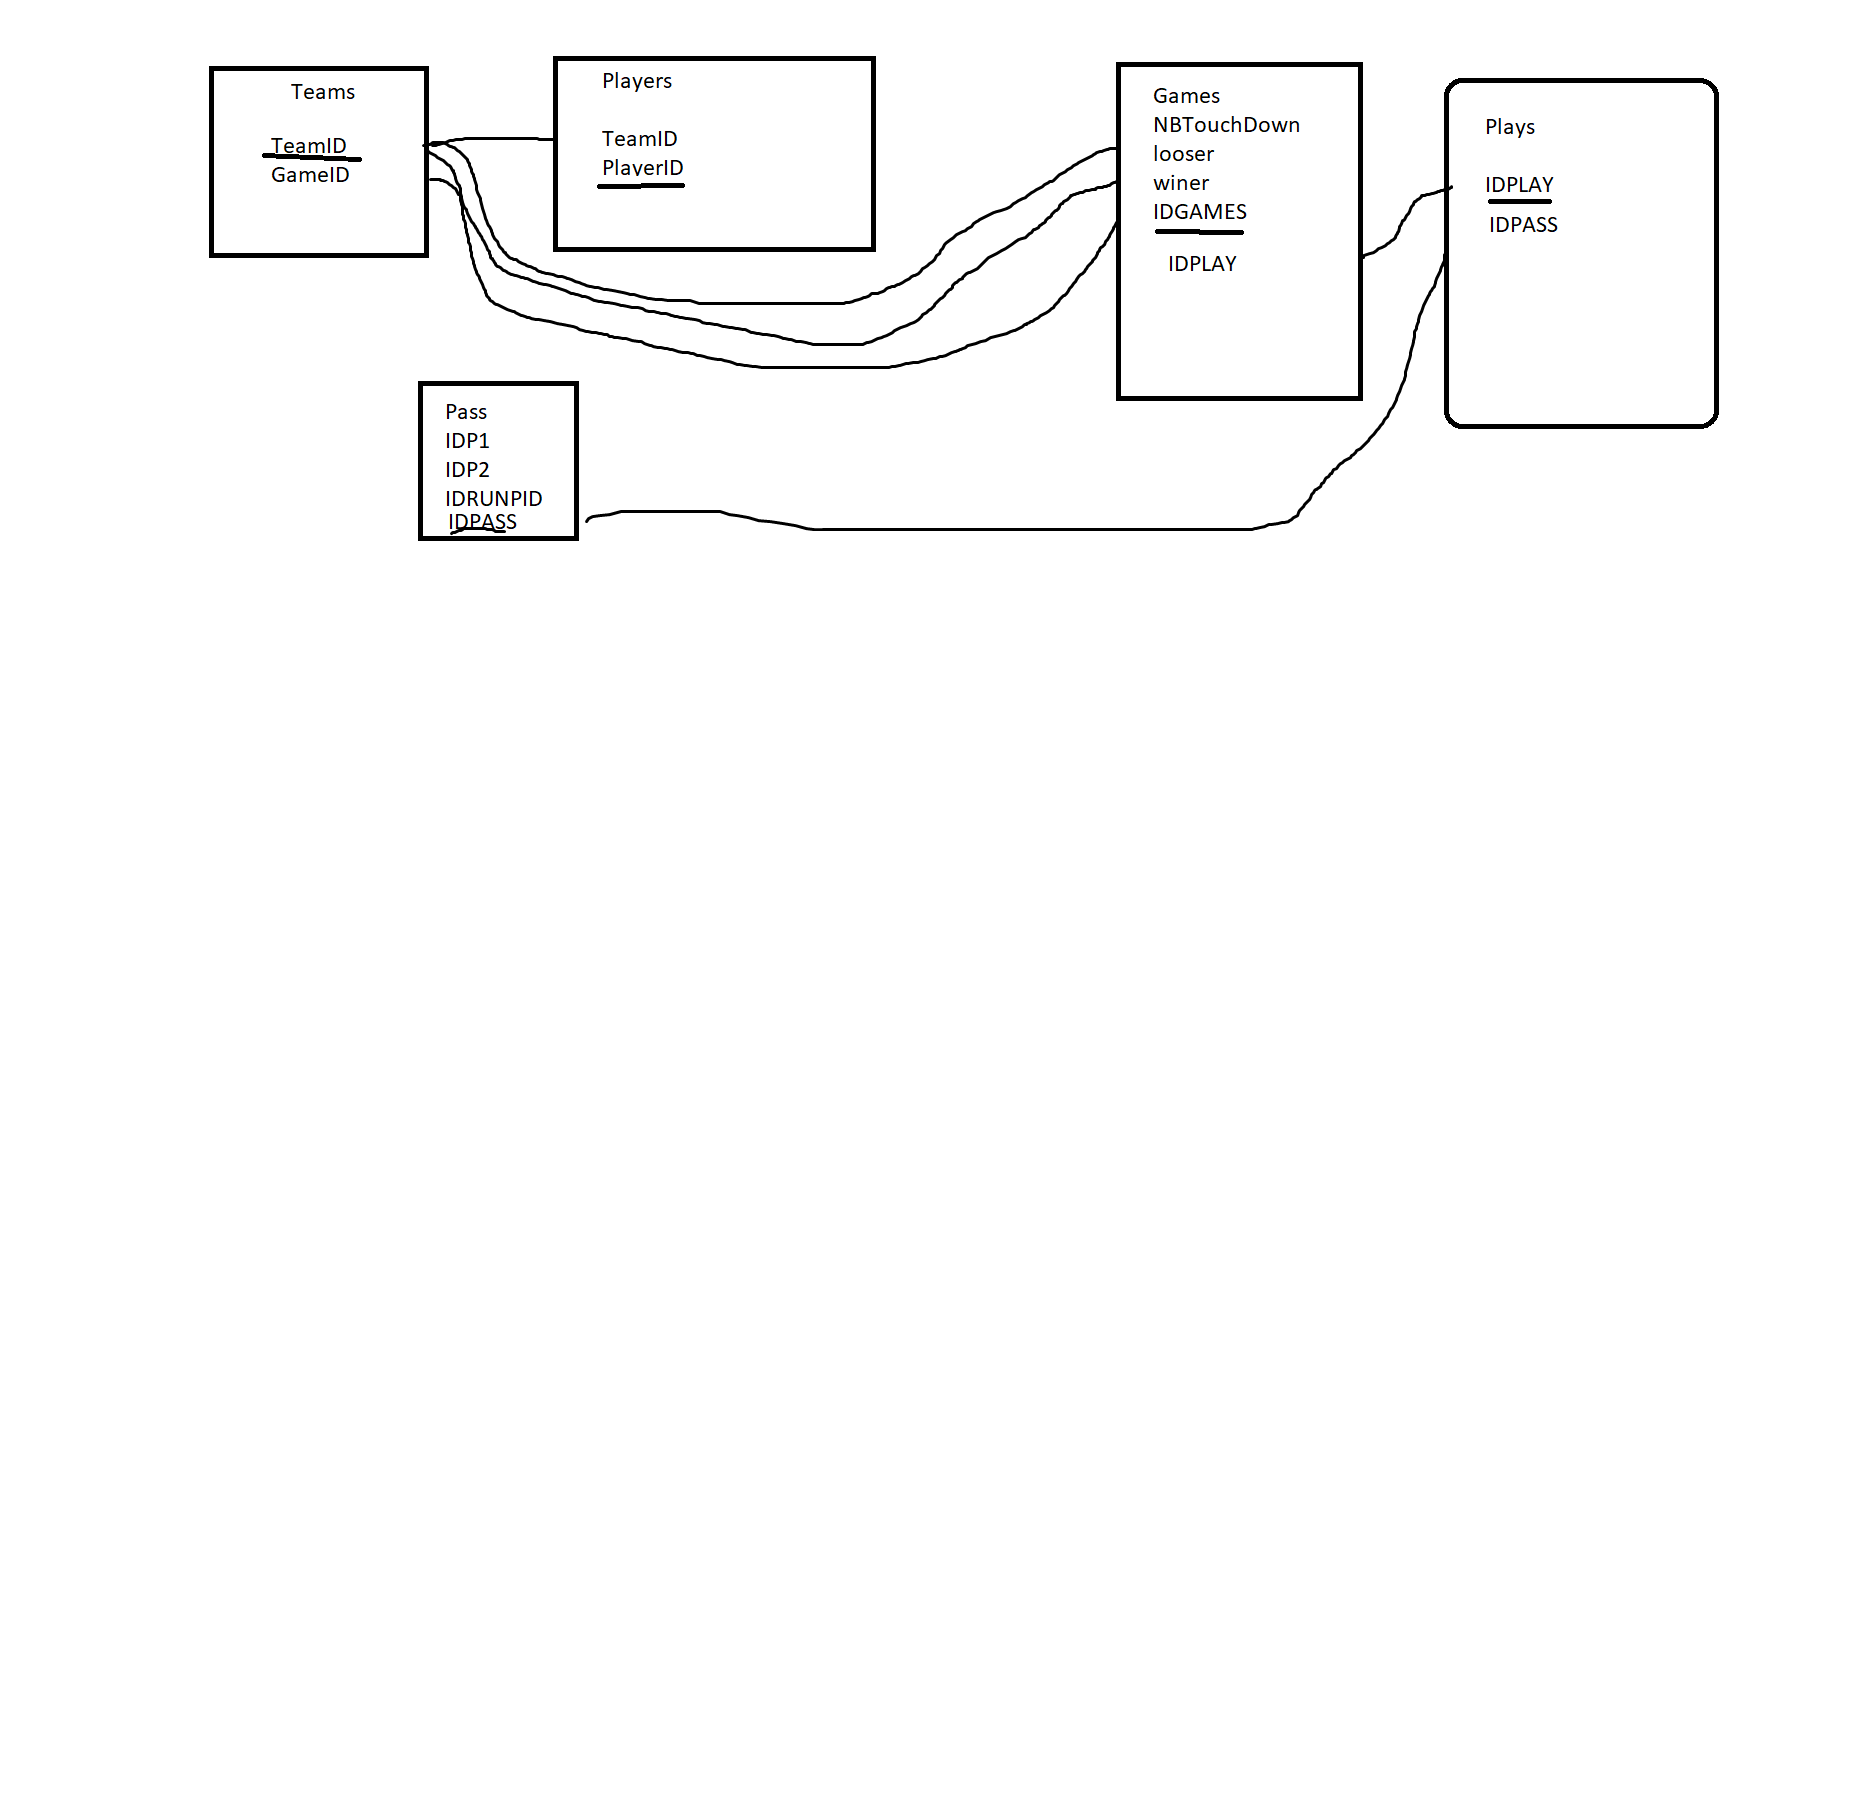 Teams
TeamID
GameID
Players
TeamID
PlayerID
Games
NBTouchDown
looser
winer
IDGAMES
IDPLAY
Plays
IDPLAY
IDPASS
Pass
IDP1
IDP2
IDRUNPID
IDPASS